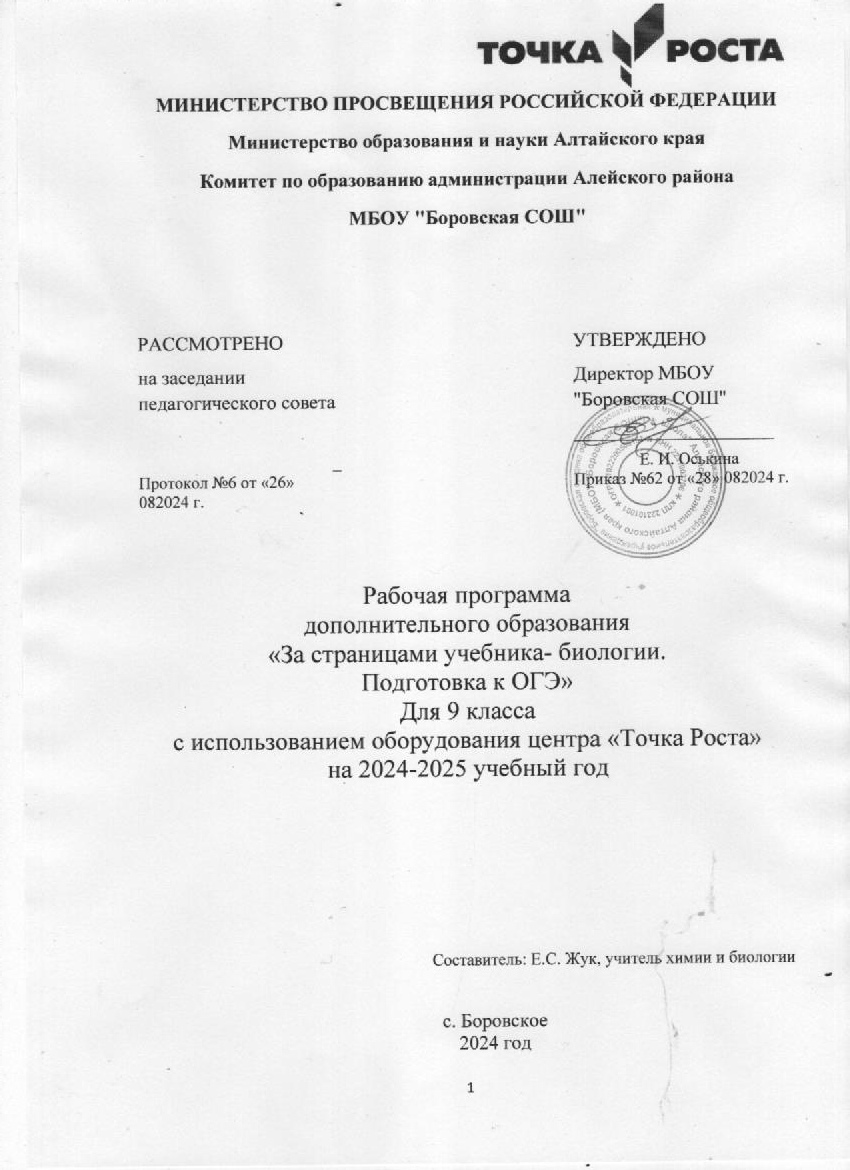 ТОЧКА РОСТА
МИНИСТЕРСТВО ПРОСВЕЩЕНИЯ РОССИЙСКОЙ ФЕДЕРАЦИИ
Министерство образования и науки Алтайского края
Комитет по образованию администрации Алейского района
МБОУ "Боровская СОШ"
РАССМОТРЕНО
на заседании
педагогического совета
Протокол №6 от «26»
082024 г.
УТВЕРЖДЕНО
Директор МБОУ
"Боровская СОШ"
Е. И. Оськина
Приказ №62 от «28» 082024 г.
Рабочая программа
дополнительного образования
«За страницами учебника- биологии.
Подготовка к ОГЭ»
Для 9 класса
с использованием оборудования центра «Точка Роста»
на 2024-2025 учебный год
Составитель: Е.С. Жук, учитель химии и биологии
с. Боровское
2024 год
1